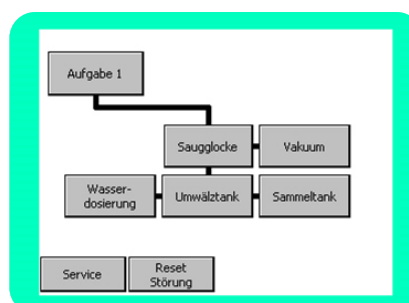 Aufgabe 1
Saugglocke
Vakuum
Wasser-
dosierung
Umwälztank
Sammeltank
Service
Reset
Störung